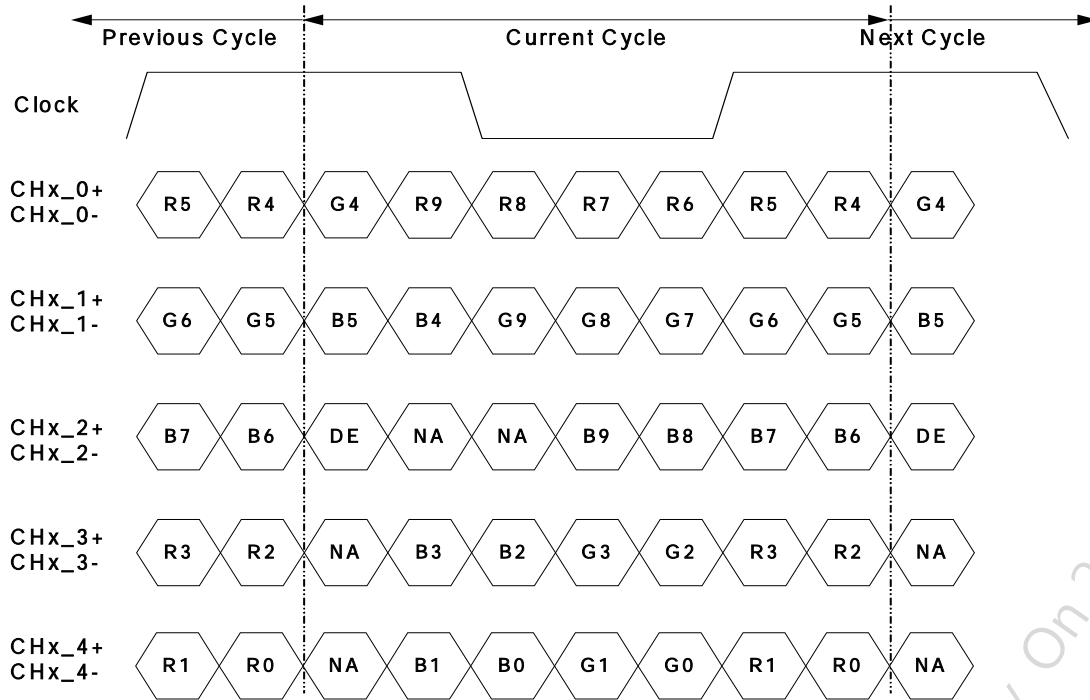 Previous Cycle Current Cycle Next Cycle
Clock
CHx_0+
CHx_0-
R5 R4 G4 R9 R8 R7 R6 R5 R4 G4
CHx_1+
CHx_1-
G6 G5 B5 B4 G9 G8 G7 G6 G5 B5
CHx_2+
CHx_2-
B7 B6 DE NA NA B9 B8 B7 B6 DE
CHx_3+
CHx_3-
R3 R2 NA B3 B2 G3 G2 R3 R2 NA
CHx_4+
CHx_4-
R1 R0 NA B1 B0 G1 G0 R1 R0 NA
On